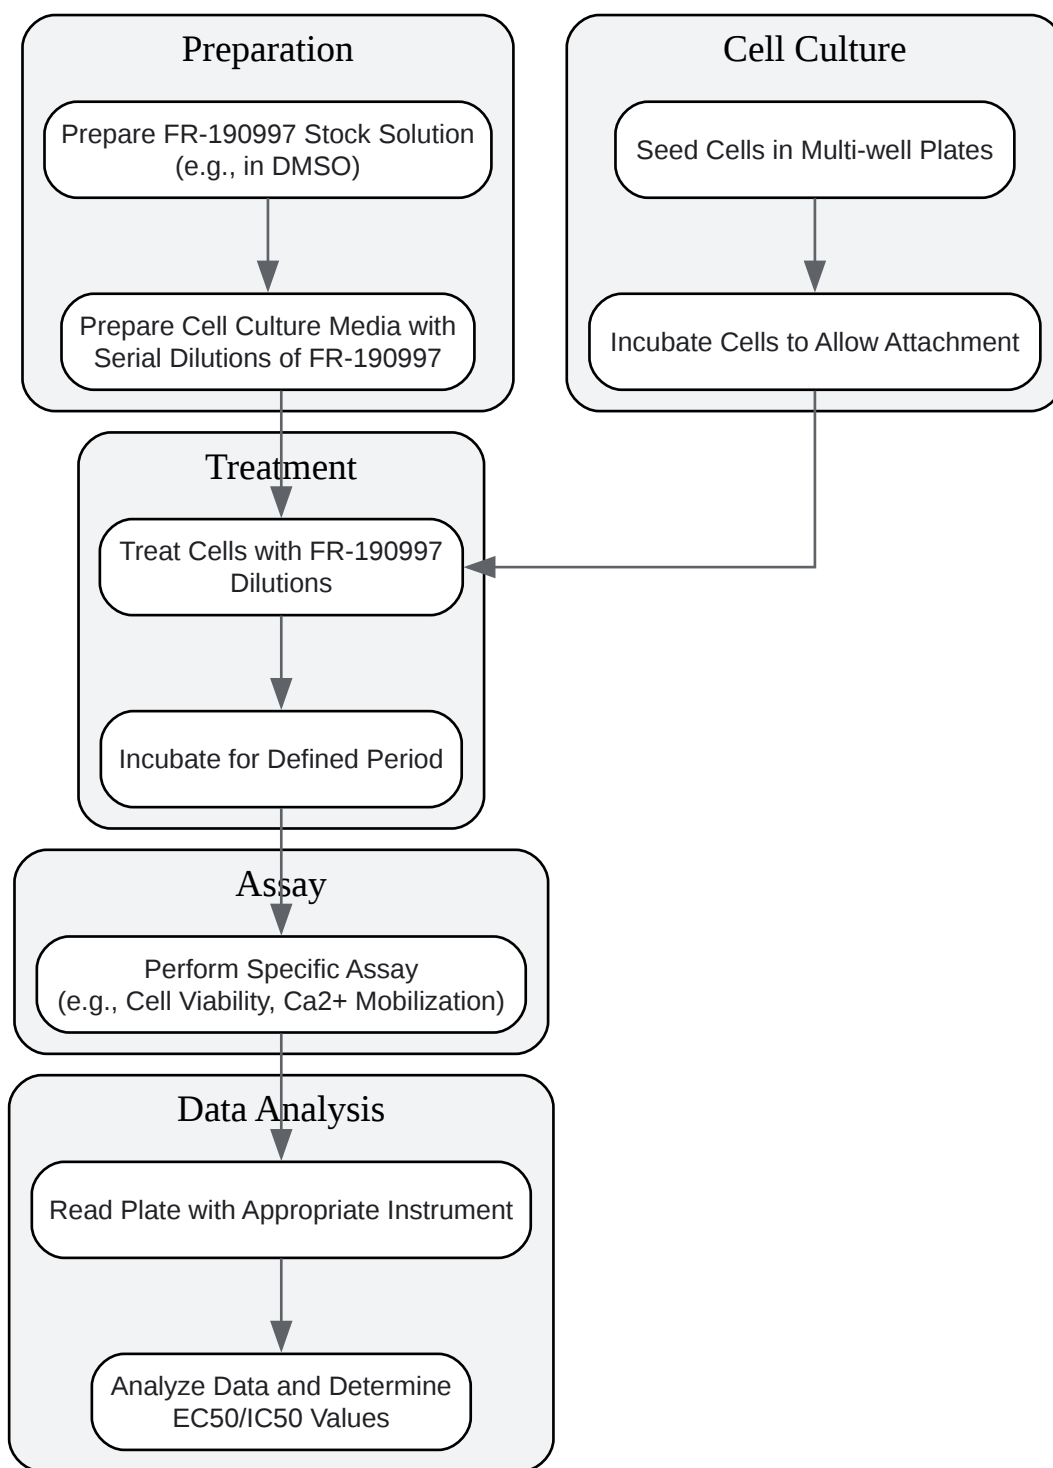 Preparation
Prepare FR-190997 Stock Solution
(e.g., in DMSO)
Prepare Cell Culture Media with
Serial Dilutions of FR-190997
Cell Culture
Seed Cells in Multi-well Plates
Incubate Cells to Allow Attachment
Treatment
Treat Cells with FR-190997
Dilutions
Incubate for Defined Period
Assay
Perform Specific Assay
(e.g., Cell Viability, Ca2+ Mobilization)
Data Analysis
Read Plate with Appropriate Instrument
Analyze Data and Determine
EC50/IC50 Values